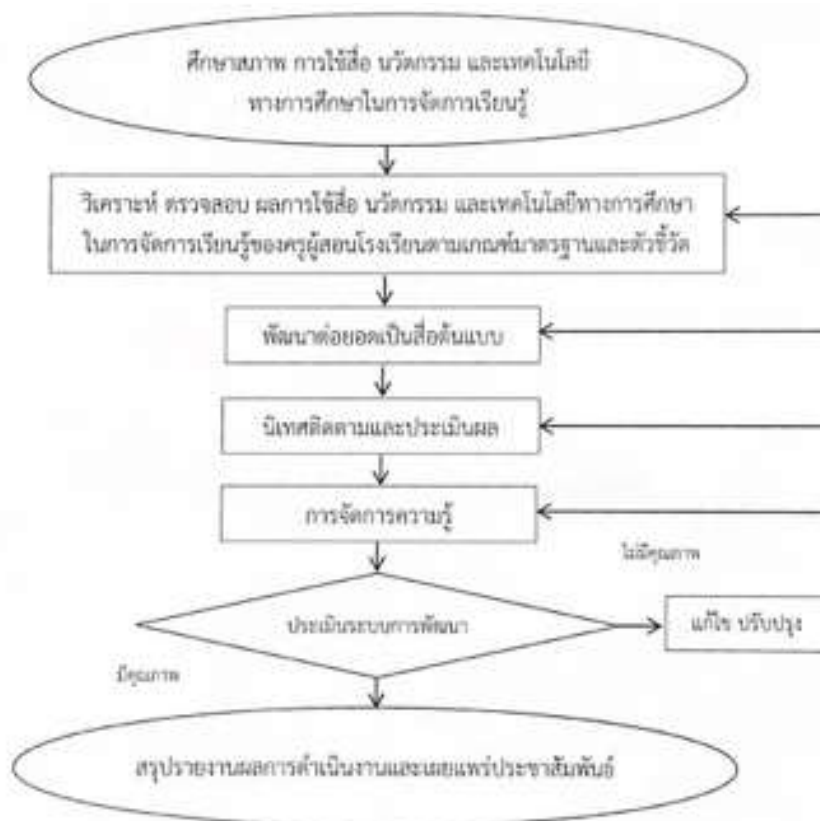 ศึกษาสภาพ การใช้สื่อ นวัตกรรม และเทคโนโลยี
ทางการศึกษาในการจัดการเรียนรู้
วิเคราะห์ ตรวจสอบ ผลการใช้สื่อ นวัตกรรม และเทคโนโลยีทางการศึกษา
ในการจัดการเรียนรู้ของครูผู้สอนโรงเรียนตามเกณฑ์มาตรฐานและตัวชี้วัด
พัฒนาต่อยอดเป็นสื่อต้นแบบ
นิเทศติดตามและประเมินผล
การจัดการความรู้
ไม่มีคุณภาพ
ประเมินระบบการพัฒนา
แก้ไข ปรับปรุง
มีคุณภาพ
สรุปรายงานผลการดำเนินงานและเผยแพร่ประชาสัมพันธ์